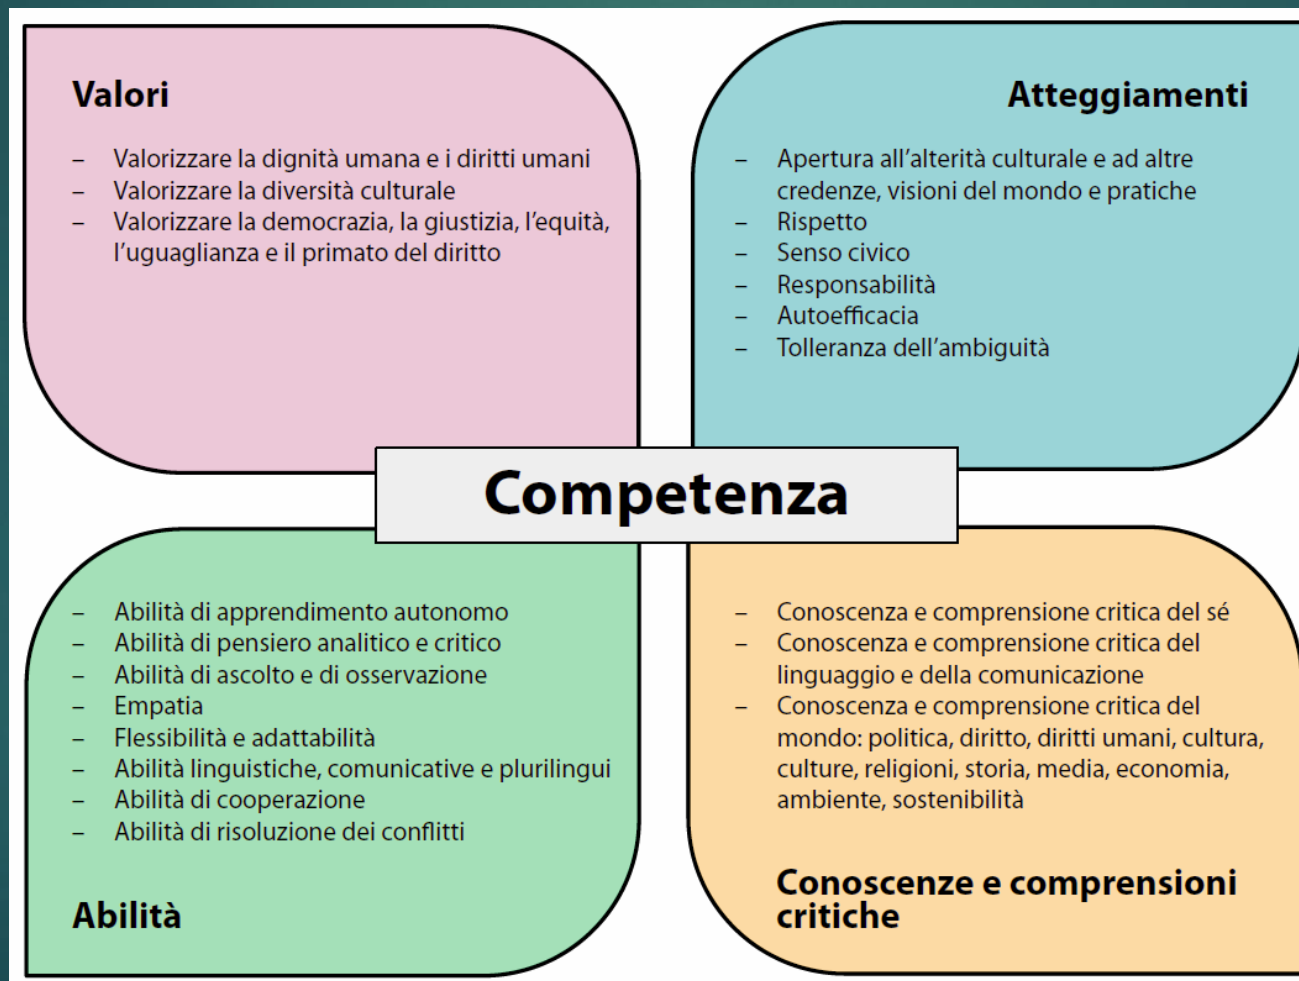 Valori
– Valorizzare la dignità umana e i diritti umani
– Valorizzare la diversità culturale
– Valorizzare la democrazia, la giustizia, l'equità,
l'uguaglianza e il primato del diritto
Atteggiamenti
– Apertura all'alterità culturale e ad altre
credenze, visioni del mondo e pratiche
– Rispetto
– Senso civico
– Responsabilità
– Autoefficacia
– Tolleranza dell'ambiguità
Competenza
– Abilità di apprendimento autonomo
– Abilità di pensiero analitico e critico
– Abilità di ascolto e di osservazione
– Empatia
– Flessibilità e adattabilità
– Abilità linguistiche, comunicative e plurilingui
– Abilità di cooperazione
– Abilità di risoluzione dei conflitti
Abilità
– Conoscenza e comprensione critica del sé
– Conoscenza e comprensione critica del
linguaggio e della comunicazione
– Conoscenza e comprensione critica del
mondo: politica, diritto, diritti umani, cultura,
culture, religioni, storia, media, economia,
ambiente, sostenibilità
Conoscenze e comprensioni
critiche